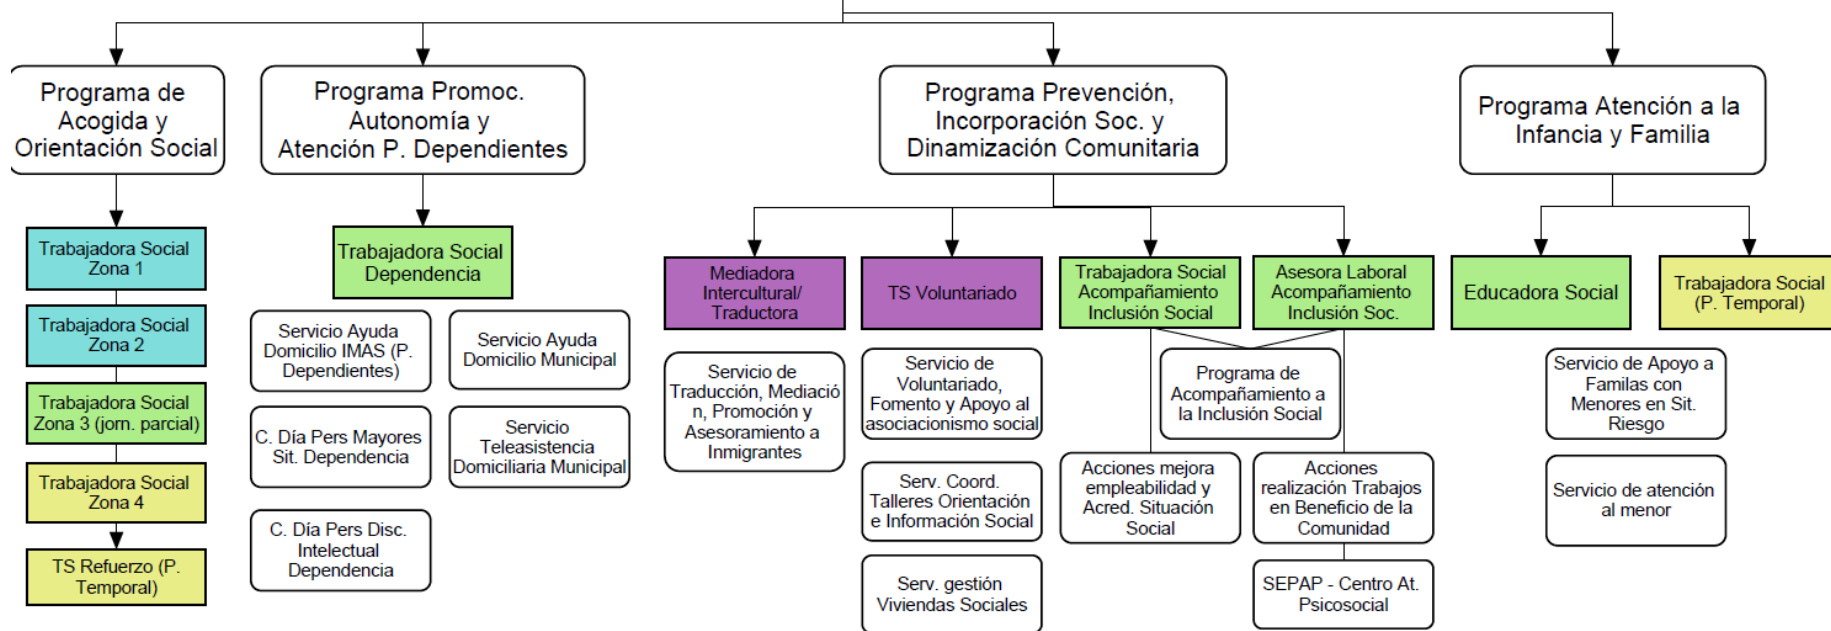 Programa de
Acogida y
Orientación Social
Programa Promoc.
Autonomía y
Atención P. Dependientes
Programa Prevención,
Incorporación Soc. y
Dinamización Comunitaria
Programa Atención a la
Infancia y Familia
Trabajadora Social
Zona 1
Trabajadora Social
Zona 2
Trabajadora Social
Zona 3 (jorn. parcial)
Trabajadora Social
Zona 4
TS Refuerzo (P.
Temporal)
Trabajadora Social
Dependencia
Servicio Ayuda
Domicilio IMAS (P.
Dependientes)
Servicio Ayuda
Domicilio Municipal
C. Día Pers Mayores
Sit. Dependencia
Servicio
Teleasistencia
Domiciliaria Municipal
C. Día Pers Disc.
Intelectual
Dependencia
Mediadora
Intercultural/
Traductora
TS Voluntariado
Trabajadora Social
Acompañamiento
Inclusión Social
Asesora Laboral
Acompañamiento
Inclusión Soc.
Servicio de
Traducción, Mediació
n, Promoción y
Asesoramiento a
Inmigrantes
Servicio de
Voluntariado,
Fomento y Apoyo al
asociacionismo social
Programa de
Acompañamiento a
la Inclusión Social
Serv. Coord.
Talleres Orientación
e Información Social
Acciones mejora
empleabilidad y
Acred. Situación
Social
Acciones
realización Trabajos
en Beneficio de la
Comunidad
Serv. gestión
Viviendas Sociales
SEPAP - Centro At.
Psicosocial
Educadora Social
Trabajadora Social
(P. Temporal)
Servicio de Apoyo a
Familas con
Menores en Sit.
Riesgo
Servicio de atención
al menor